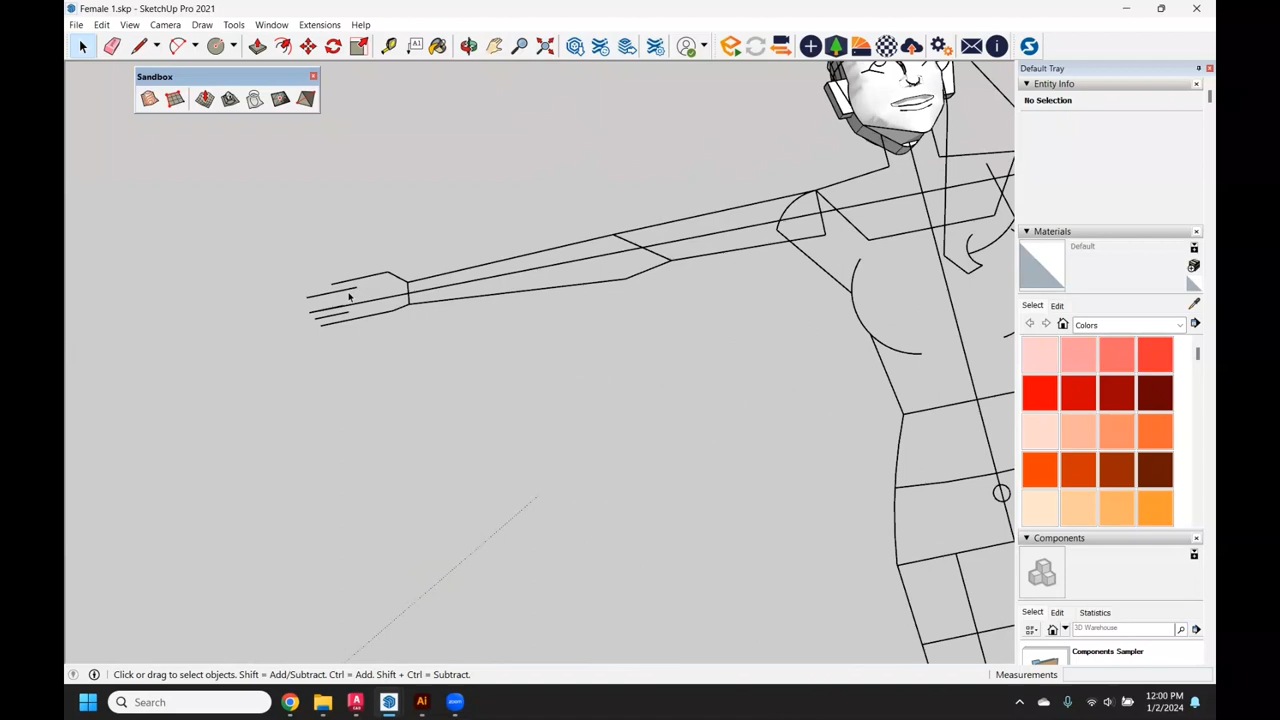 Female 1.skp - SketchUp Pro 2021
File Edit View Camera Draw Tools Window Extensions Help
Sandbox
Default Tray
Entity Info
No Selection
Materials
Default
Select Edit
Colors
Components
Select Edit Statistics
3D Warehouse
Components Sampler
Click or drag to select objects. Shift = Add/Subtract. Ctrl = Add. Shift + Ctrl = Subtract.
Measurements
Search
Ai
zoom
12:00 PM
1/2/2024